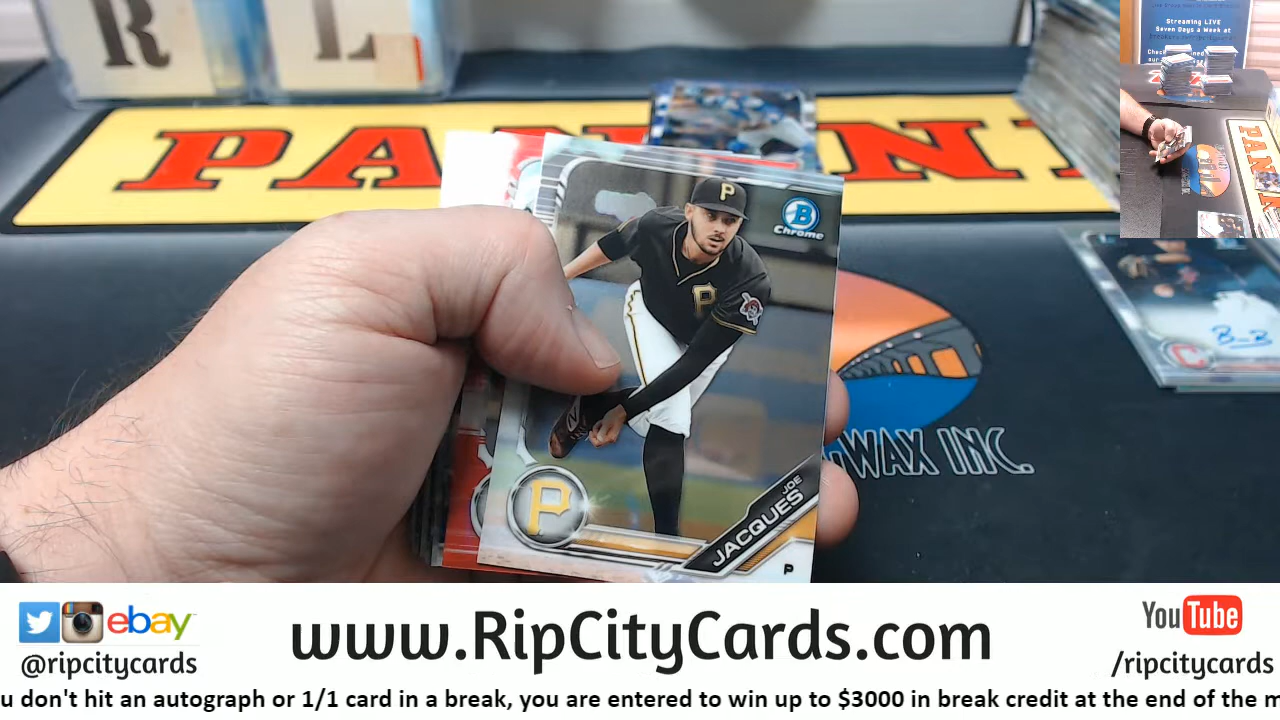 R L
PANINI
Streaming LIVE
Seven Days a Week at
P
B
Chrome
P
JOE
JACQUES
P
P
C
WAX INC.
ebay
www.RipCityCards.com
YouTube
@ripcitycards
/ripcitycards
u don't hit an autograph or 1/1 card in a break, you are entered to win up to $3000 in break credit at the end of the m